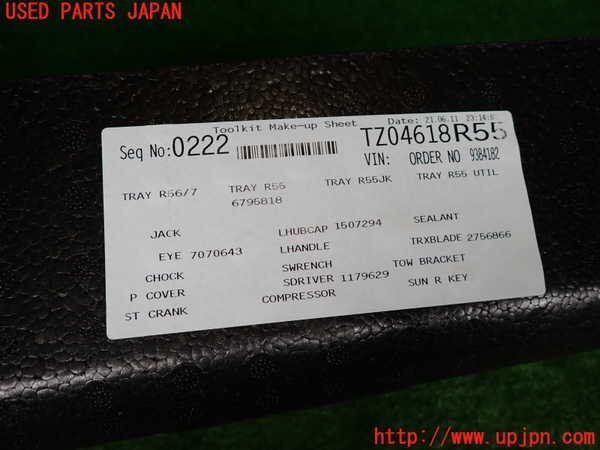 USED PARTS JAPAN
Toolkit Make-up Sheet Date: 21.06.11 23:14:
Seq No:0222 TZ04618R55
VIN: ORDER NO 9384182
TRAY R56/7 TRAY R55 TRAY R55JK TRAY R55 UTIL
6795818
JACK LHUBCAP 1507294 SEALANT
EYE 7070643 LHANDLE TRXBLADE 2756866
CHOCK SWRENCH TOW BRACKET
P COVER SDRIVER 1179629 SUN R KEY
ST CRANK COMPRESSOR
http://www.upjpn.com/